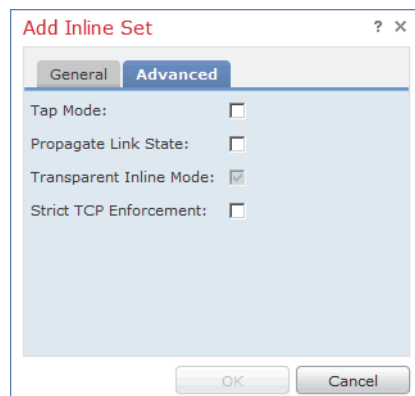 Add Inline Set ? ×
General Advanced
Tap Mode:
Propagate Link State:
Transparent Inline Mode:
Strict TCP Enforcement:
OK Cancel